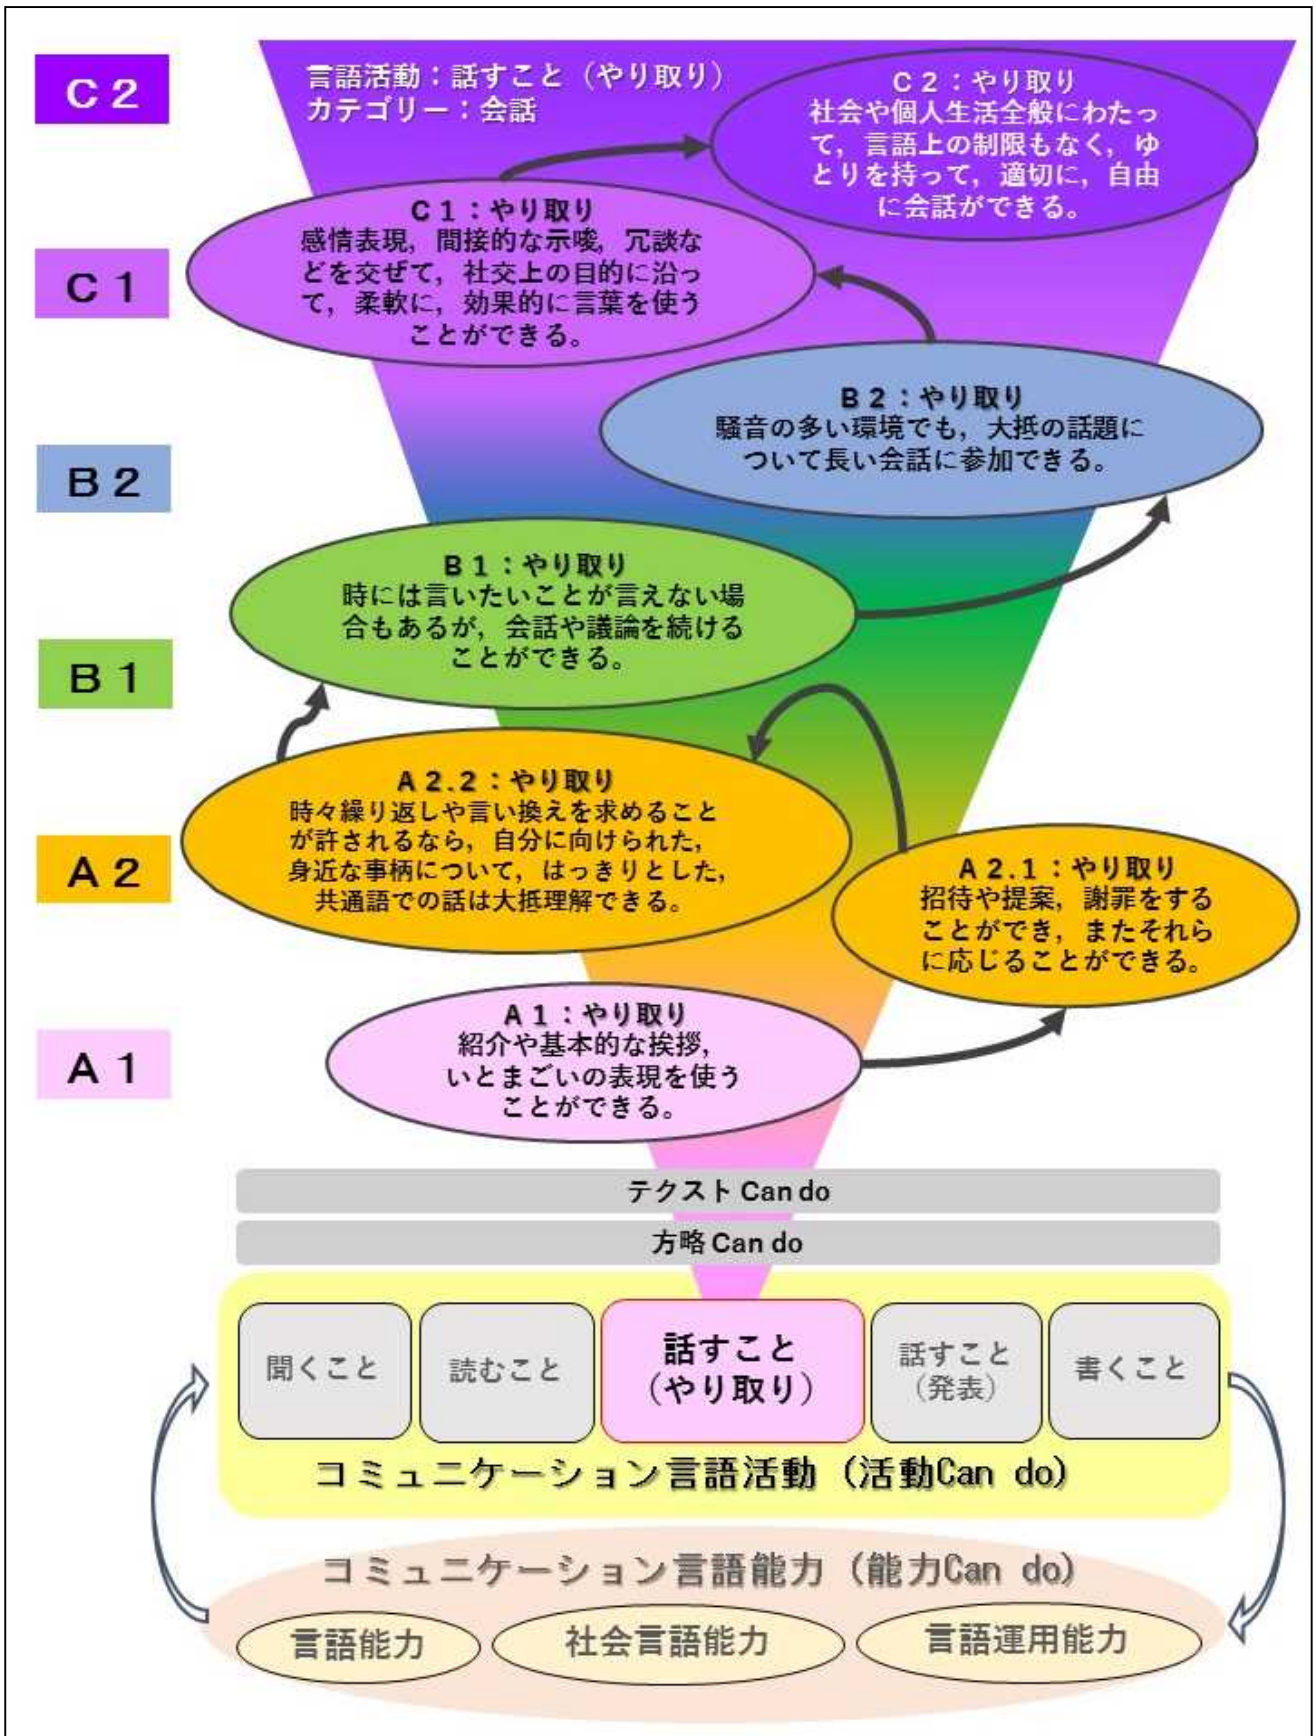 C2
言語活動：話すこと（やり取り）
カテゴリー：会話
C2：やり取り
社会や個人生活全般にわたっ
て，言語上の制限もなく，ゆ
とりを持って，適切に，自由
に会話ができる。
C1
C1：やり取り
感情表現，間接的な示唆，冗談な
どを交ぜて，社交上の目的に沿っ
て，柔軟に，効果的に言葉を使う
ことができる。
B2
B2：やり取り
騒音の多い環境でも，大抵の話題に
ついて長い会話に参加できる。
B1
B1：やり取り
時には言いたいことが言えない場
合もあるが，会話や議論を続ける
ことができる。
A2
A2.2：やり取り
時々繰り返しや言い換えを求めること
が許されるなら，自分に向けられた，
身近な事柄について，はっきりとした，
共通語での話は大抵理解できる。
A2.1：やり取り
招待や提案，謝罪をする
ことができ，またそれら
に応じることができる。
A1
A1：やり取り
紹介や基本的な挨拶，
いとまごいの表現を使う
ことができる。
テクスト Can do
方略 Can do
聞くこと
読むこと
話すこと
（やり取り）
話すこと
（発表）
書くこと
コミュニケーション言語活動（活動Can do）
コミュニケーション言語能力（能力Can do）
言語能力
社会言語能力
言語運用能力